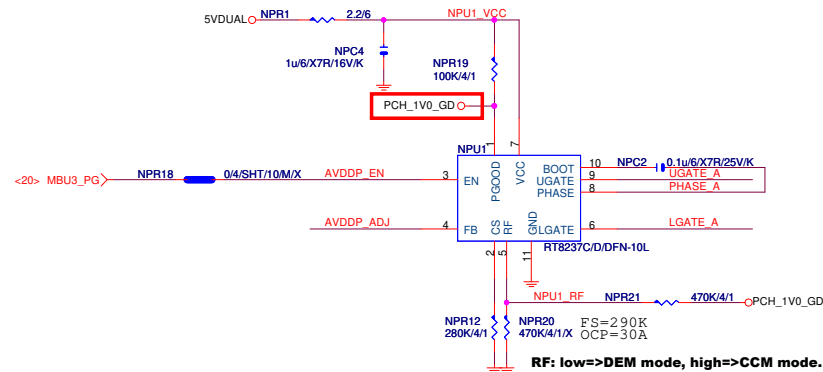 5VDUAL NPR1 2.2/6 NPU1_VCC
NPC4
1u/6/X7R/16V/K
NPR19
100K/4/1
PCH_1V0_GD
1
7
NPU1
<20> MBU3_PG NPR18 0/4/SHT/10/M/X AVDDP_EN 3 EN
PGOOD
VCC
BOOT 10 NPC2 0.1u/6/X7R/25V/K
UGATE 9 UGATE_A
PHASE 8 PHASE_A
AVDDP_ADJ 4 FB
CS
RF
GND
LGATE 6 LGATE_A
RT8237C/D/DFN-10L
2
5
11
NPU1_RF NPR21 470K/4/1 PCH_1V0_GD
NPR12
280K/4/1
NPR20
470K/4/1/X
FS=290K
OCP=30A
RF: low=>DEM mode, high=>CCM mode.